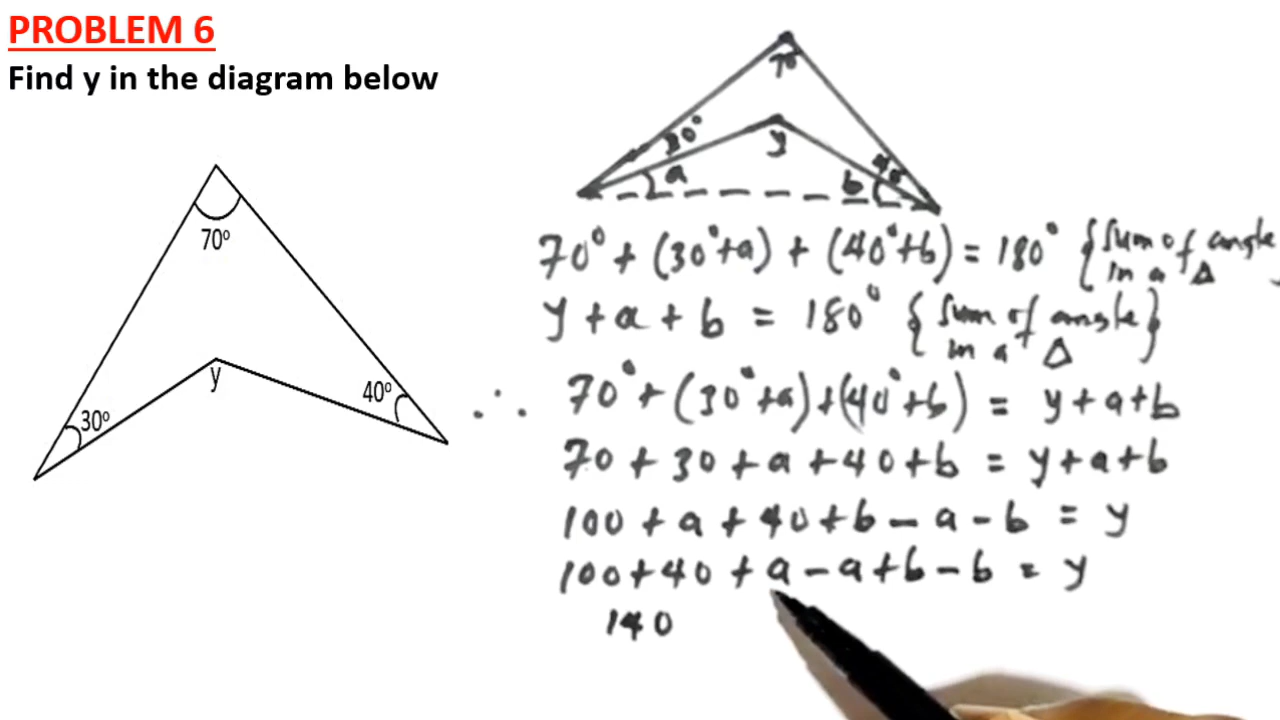 PROBLEM 6
Find y in the diagram below
70°
y
30°
40°
70
30°
y
40
a
b
70° + (30° + a) + (40° + b) = 180° {Sum of angle
in a Δ}
y + a + b = 180° {Sum of angle}
in a Δ
∴ 70° + (30° + a) + (40° + b) = y + a + b
70 + 30 + a + 40 + b = y + a + b
100 + a + 40 + b - a - b = y
100 + 40 + a - a + b - b = y
140